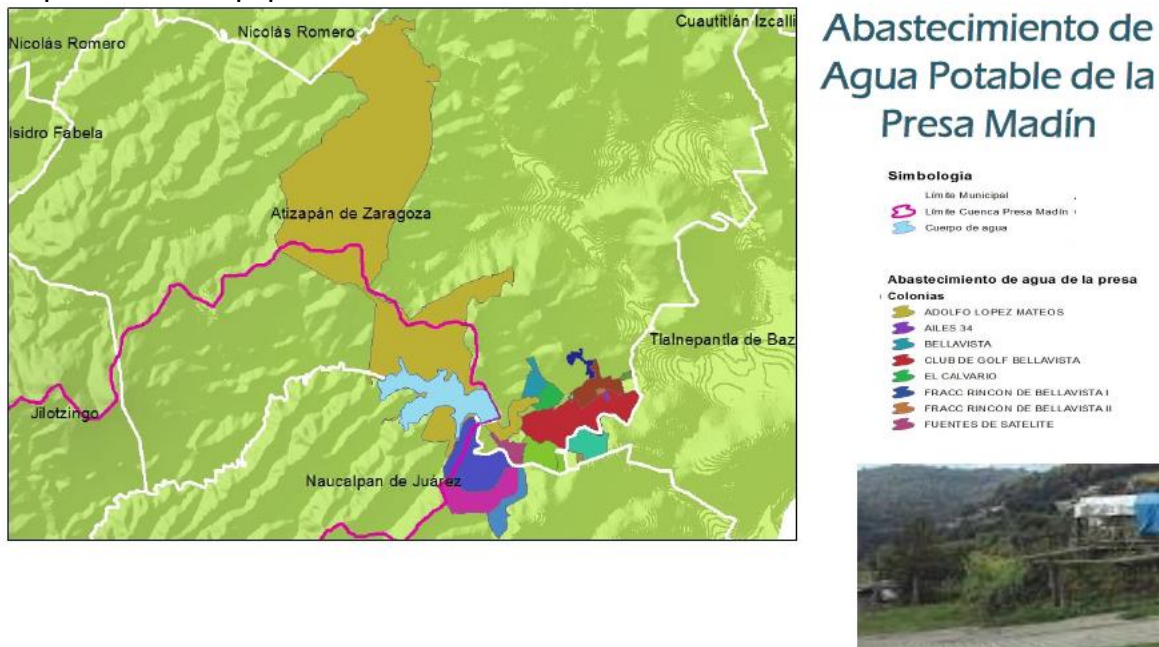 Nicolás Romero
Nicolás Romero
Cuautitlán Izcalli
Isidro Fabela
Atizapán de Zaragoza
Tlalnepantla de Baz
Jilotzingo
Naucalpan de Juárez
Abastecimiento de
Agua Potable de la
Presa Madín
Simbología
Límite Municipal
Límite Cuenca Presa Madín
Cuerpo de agua
Abastecimiento de agua de la presa
Colonias
ADOLFO LOPEZ MATEOS
AILES 34
BELLAVISTA
CLUB DE GOLF BELLAVISTA
EL CALVARIO
FRACC RINCON DE BELLAVISTA I
FRACC RINCON DE BELLAVISTA II
FUENTES DE SATELITE